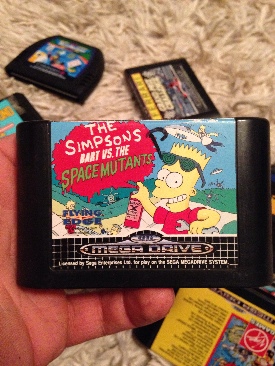 THE
SIMPSONS
BART VS. THE
SPACE MUTANTS
FLYING
EDGE
SEGA
MEGA DRIVE
Licensed by Sega Enterprises Ltd. for play on the SEGA MEGADRIVE SYSTEM.